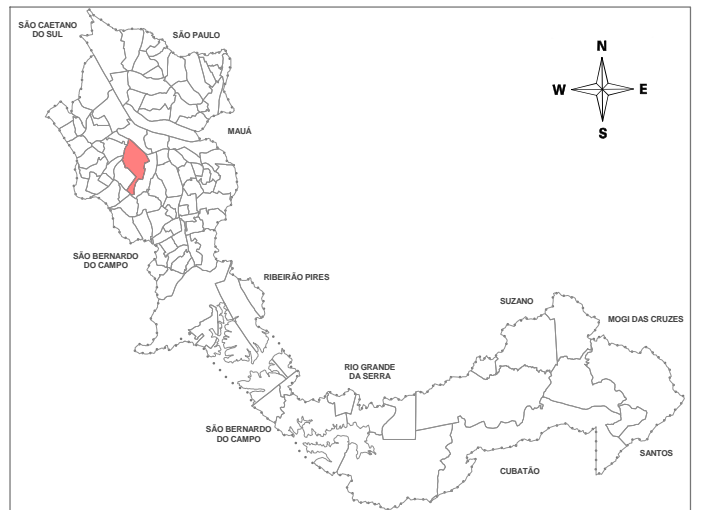 SÃO CAETANO
DO SUL
SÃO PAULO
N
W
E
S
MAUÁ
SÃO BERNARDO
DO CAMPO
RIBEIRÃO PIRES
SUZANO
MOGI DAS CRUZES
RIO GRANDE
DA SERRA
SÃO BERNARDO
DO CAMPO
SANTOS
CUBATÃO